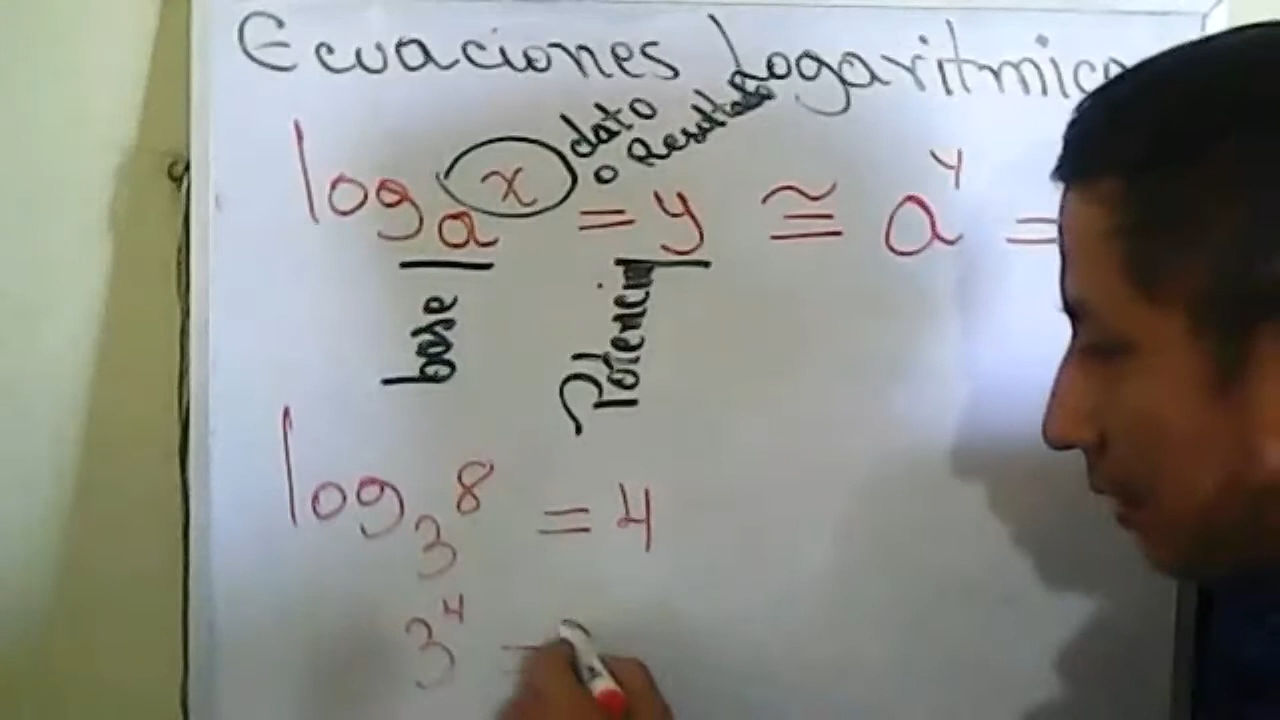 Ecuaciones Logaritmica
dato
o Resultado
log_a x = y ≅ a^y =
base
Potencia
log_3 8 = 4
3^4 =